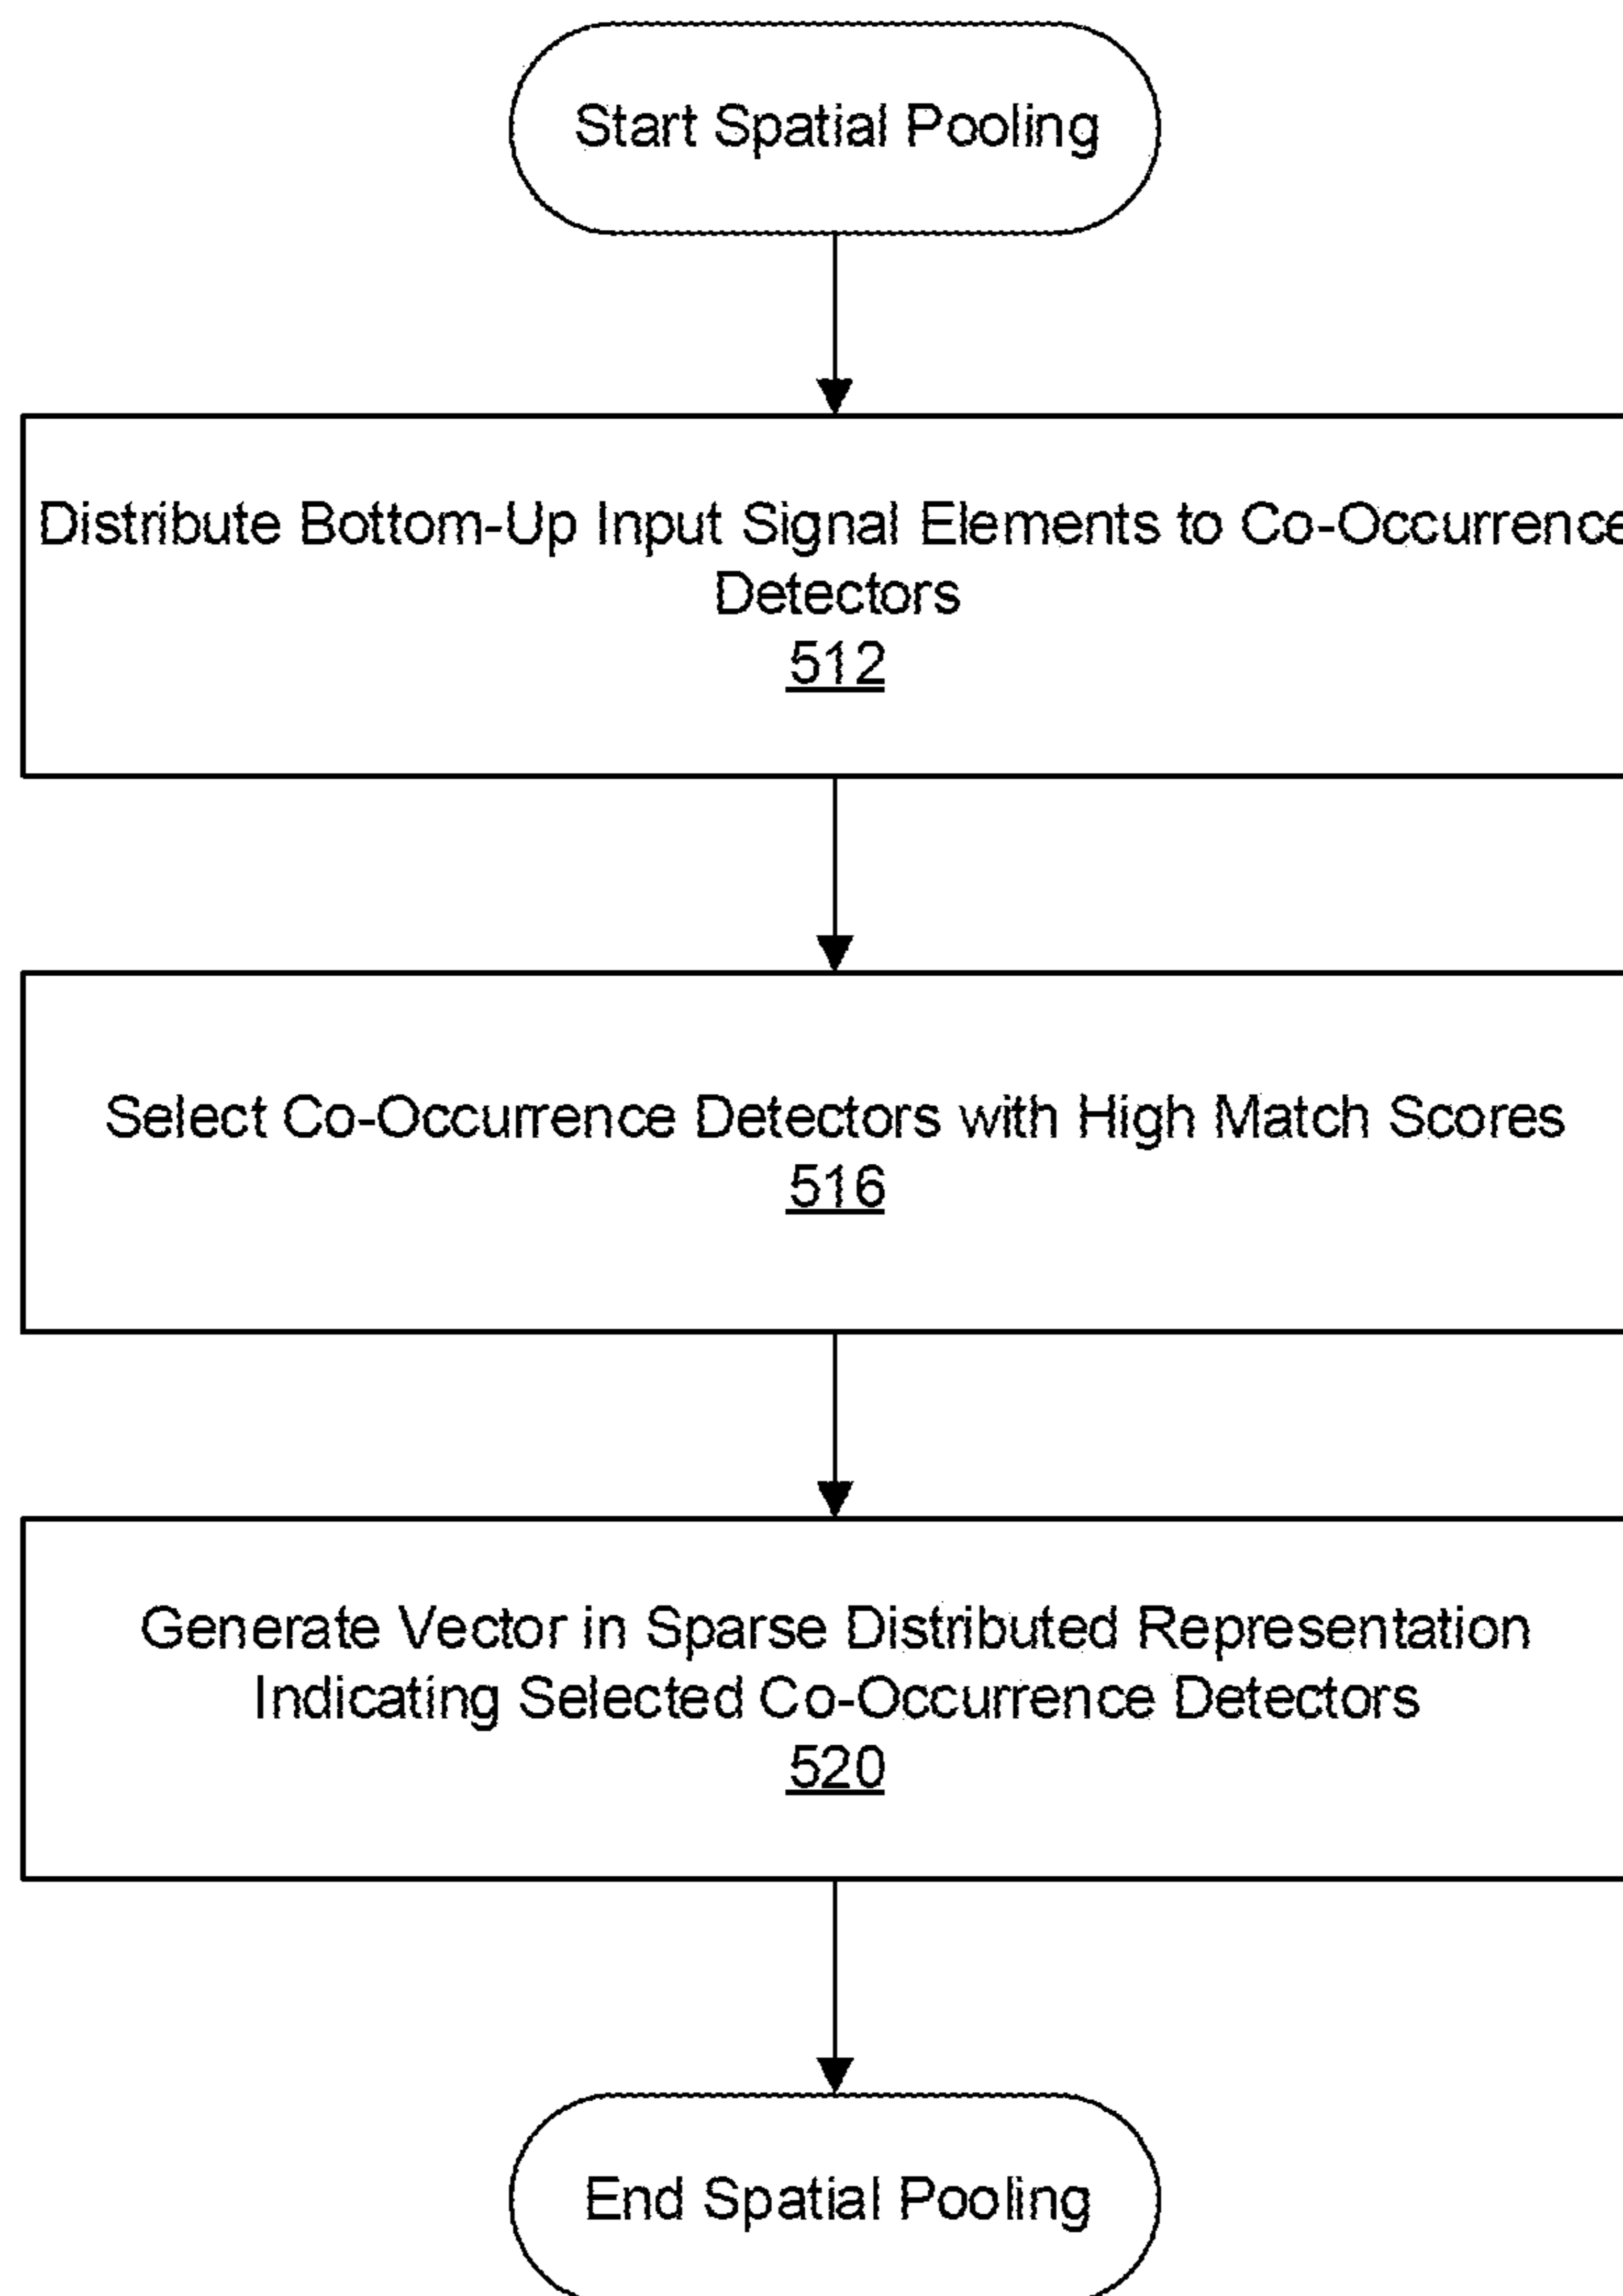 Start Spatial Pooling
Distribute Bottom-Up Input Signal Elements to Co-Occurrence
Detectors
512
Select Co-Occurrence Detectors with High Match Scores
516
Generate Vector in Sparse Distributed Representation
Indicating Selected Co-Occurrence Detectors
520
End Spatial Pooling